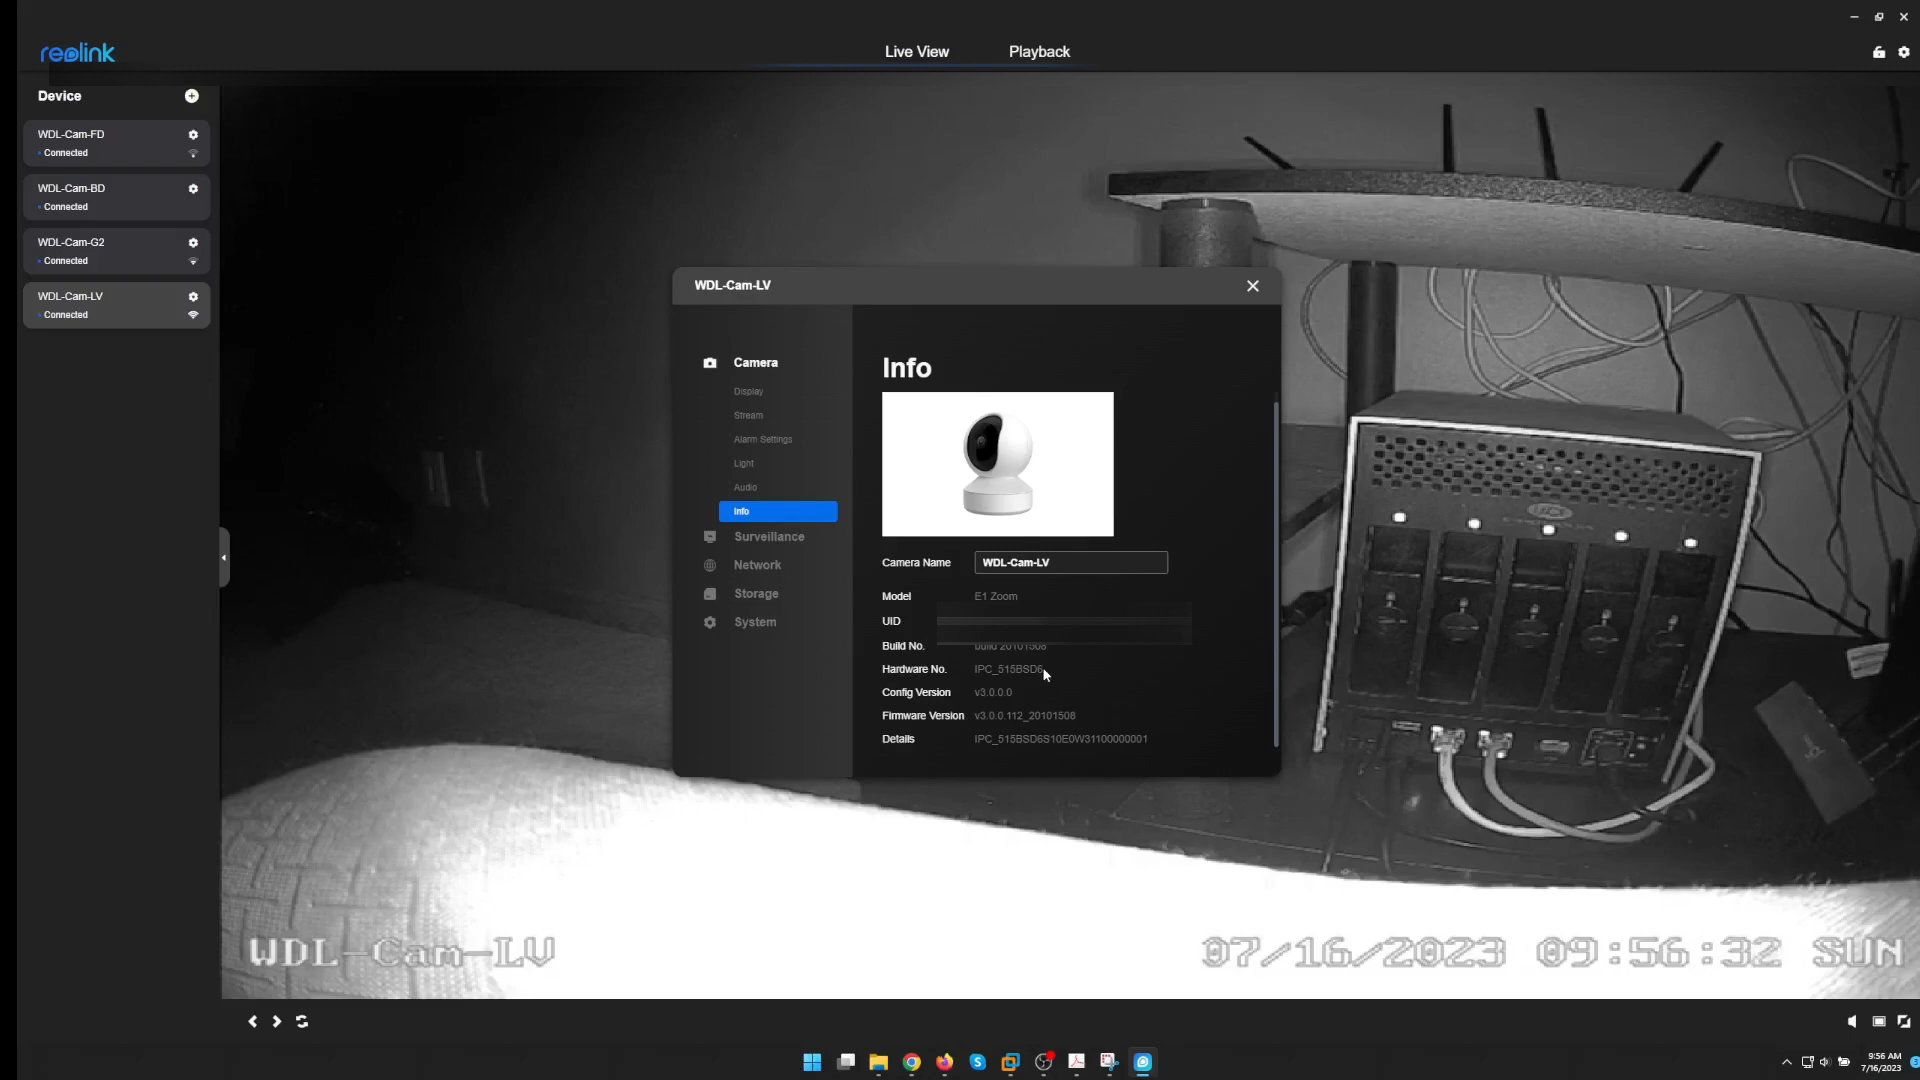 reolink
Live View
Playback
Device
WDL-Cam-FD
Connected
WDL-Cam-BD
Connected
WDL-Cam-G2
Connected
WDL-Cam-LV
Connected
WDL-Cam-LV
Camera
Display
Stream
Alarm Settings
Light
Audio
Info
Surveillance
Network
Storage
System
Info
Camera Name WDL-Cam-LV
Model E1 Zoom
UID
Build No. build 20101508
Hardware No. IPC_515BSD6
Config Version v3.0.0.0
Firmware Version v3.0.0.112_20101508
Details IPC_515BSD6S10E0W31100000001
WDL-Cam-LV
07/16/2023 09:56:32 SUN
9:56 AM
7/16/2023